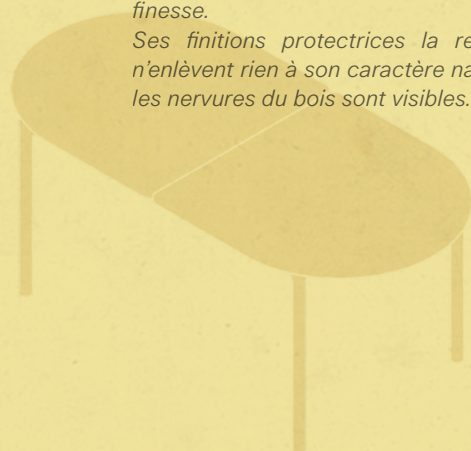 finesse.
Ses finitions protectrices la re
n’enlèvent rien à son caractère na
les nervures du bois sont visibles.